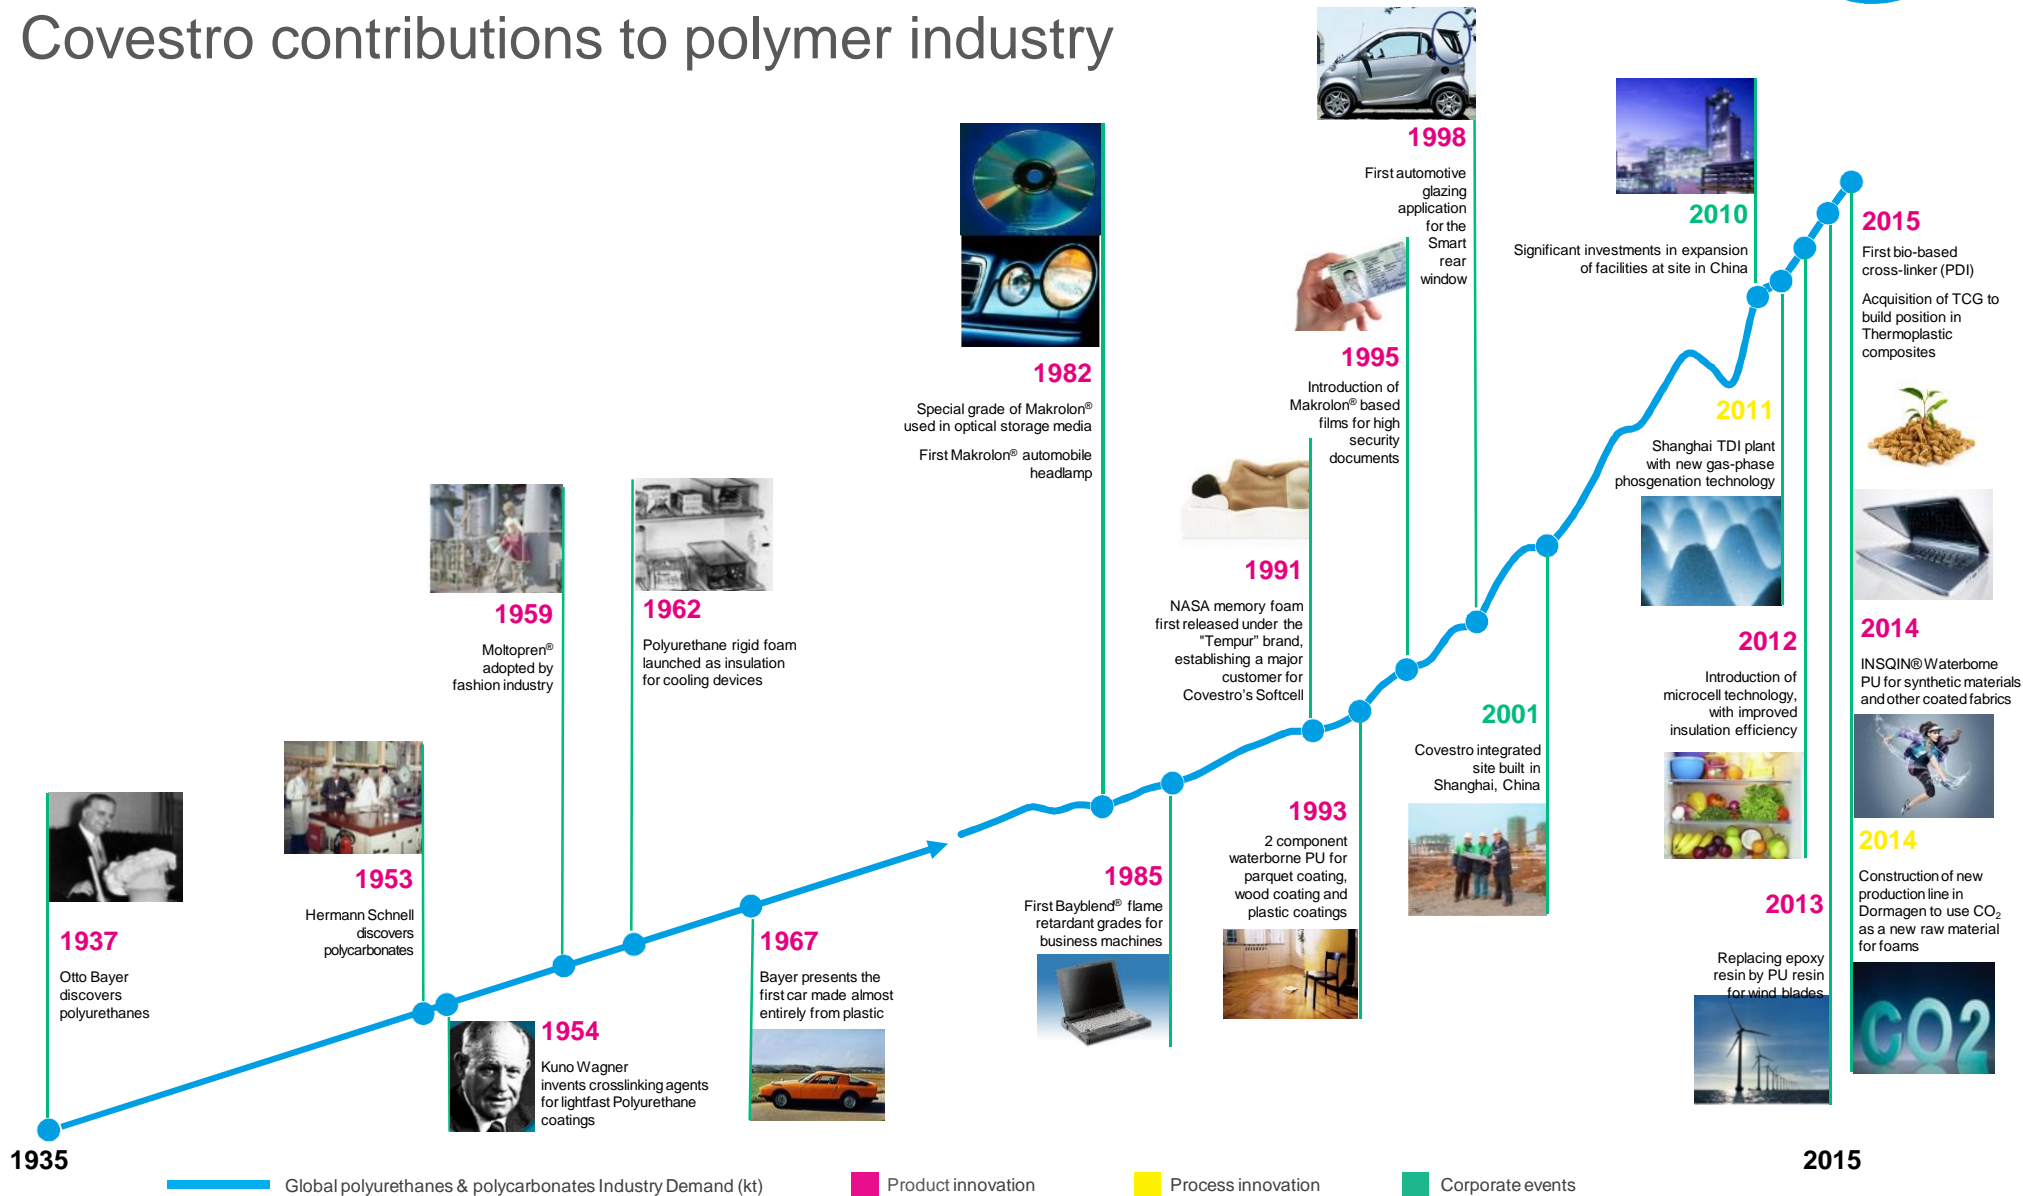 Covestro contributions to polymer industry
1937
Otto Bayer
discovers
polyurethanes
1953
Hermann Schnell
discovers
polycarbonates
1954
Kuno Wagner
invents crosslinking agents
for lightfast Polyurethane
coatings
1959
Moltopren®
adopted by
fashion industry
1962
Polyurethane rigid foam
launched as insulation
for cooling devices
1967
Bayer presents the
first car made almost
entirely from plastic
1982
Special grade of Makrolon®
used in optical storage media
First Makrolon® automobile
headlamp
1985
First Bayblend® flame
retardant grades for
business machines
1991
NASA memory foam
first released under the
"Tempur” brand,
establishing a major
customer for
Covestro’s Softcell
1993
2 component
waterborne PU for
parquet coating,
wood coating and
plastic coatings
1995
Introduction of
Makrolon® based
films for high
security
documents
1998
First automotive
glazing
application
for the
Smart
rear
window
2001
Covestro integrated
site built in
Shanghai, China
2010
Significant investments in expansion
of facilities at site in China
2011
Shanghai TDI plant
with new gas-phase
phosgenation technology
2012
Introduction of
microcell technology,
with improved
insulation efficiency
2013
Replacing epoxy
resin by PU resin
for wind blades
2015
First bio-based
cross-linker (PDI)
Acquisition of TCG to
build position in
Thermoplastic
composites
2014
INSQIN® Waterborne
PU for synthetic materials
and other coated fabrics
2014
Construction of new
production line in
Dormagen to use CO₂
as a new raw material
for foams
CO2
1935
2015
Global polyurethanes & polycarbonates Industry Demand (kt)
Product innovation
Process innovation
Corporate events